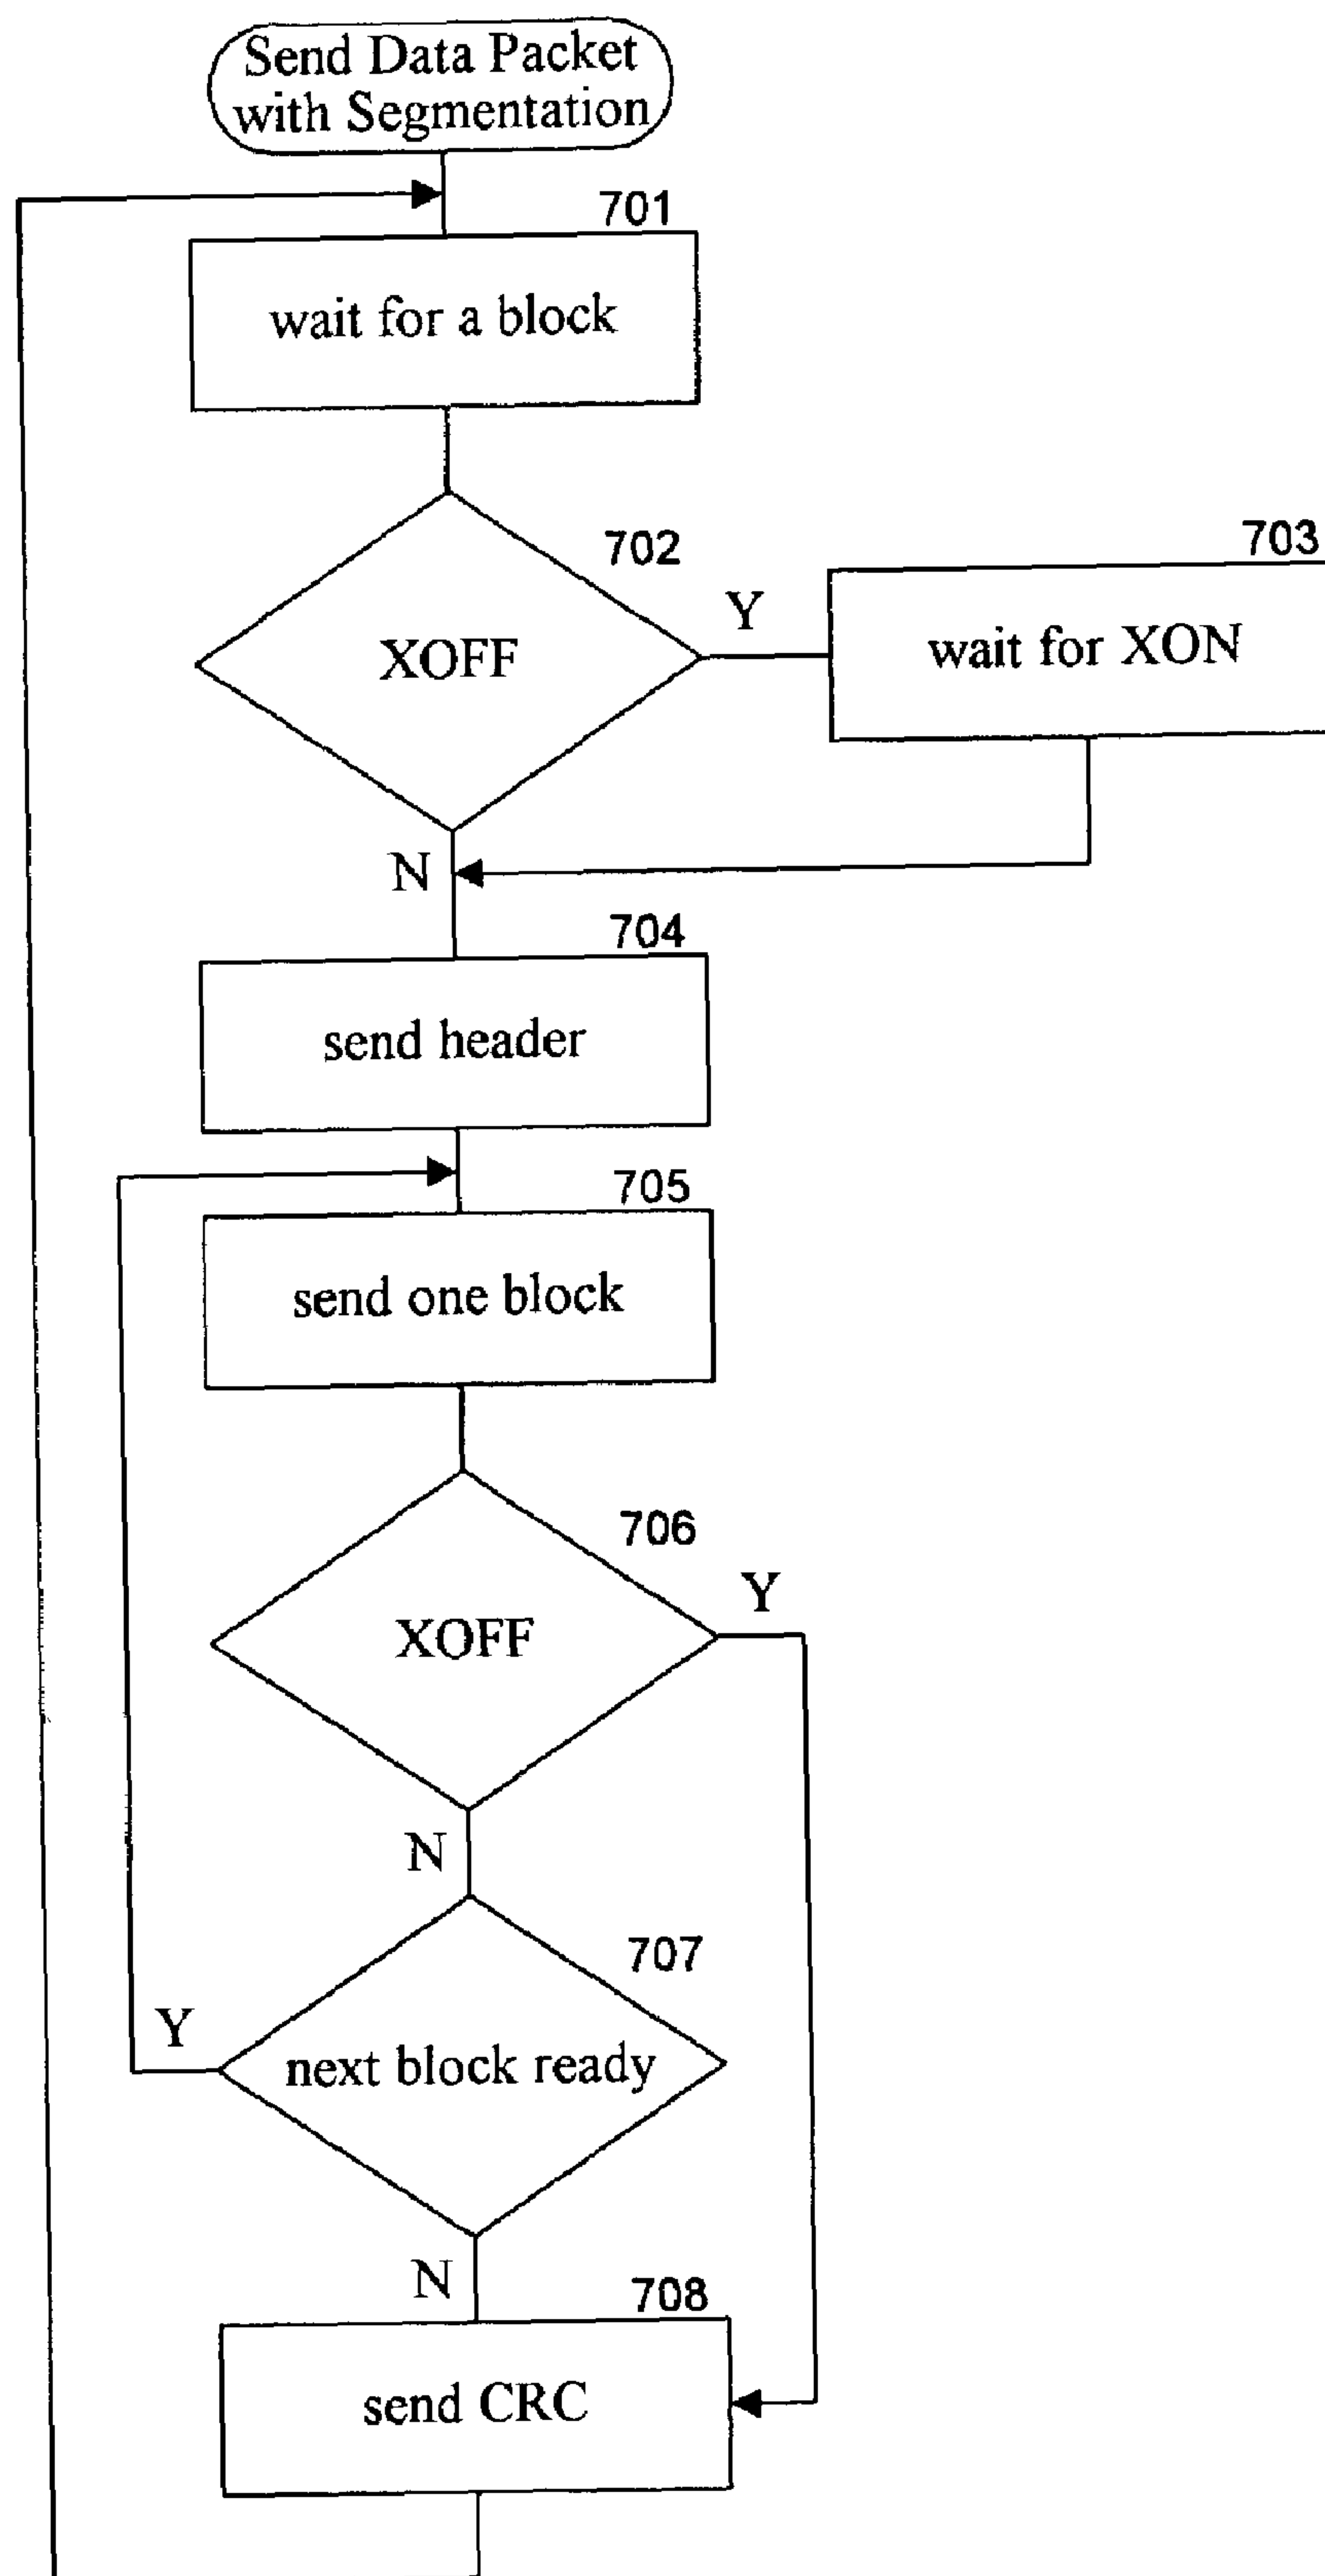 Send Data Packet
with Segmentation
701
wait for a block
702
XOFF
Y
703
wait for XON
N
704
send header
705
send one block
706
XOFF
Y
N
707
Y
next block ready
N
708
send CRC